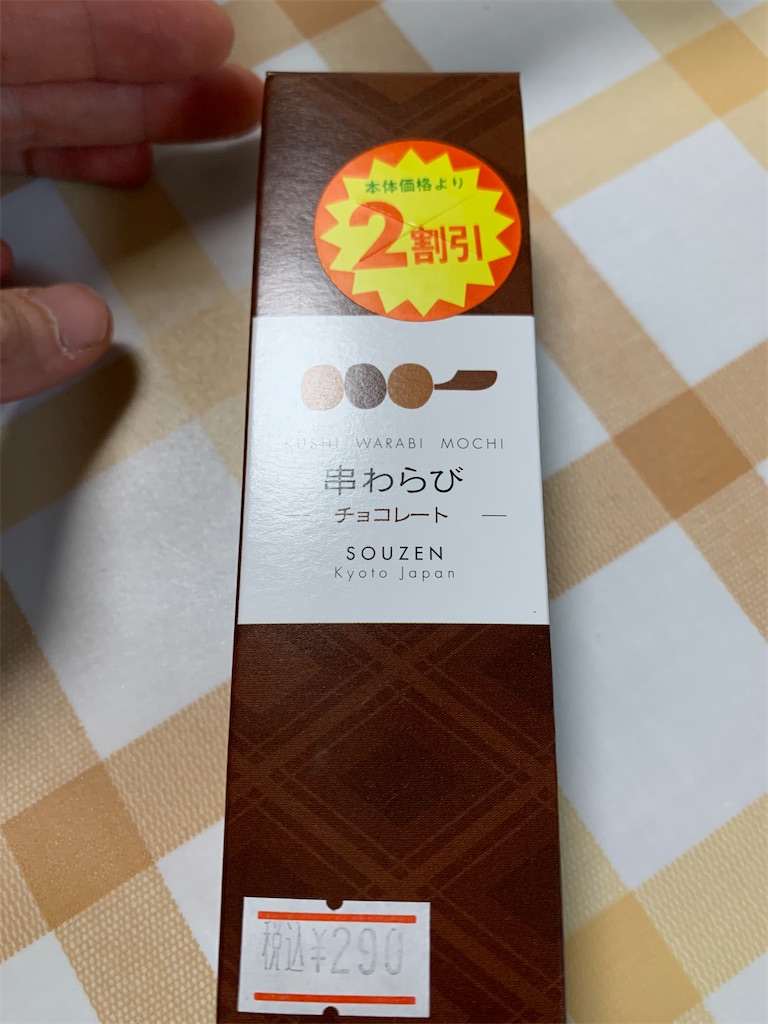 本体価格より
2割引
KUSHI WARABI MOCHI
串わらび
チョコレート
SOUZEN
Kyoto Japan
税込¥290